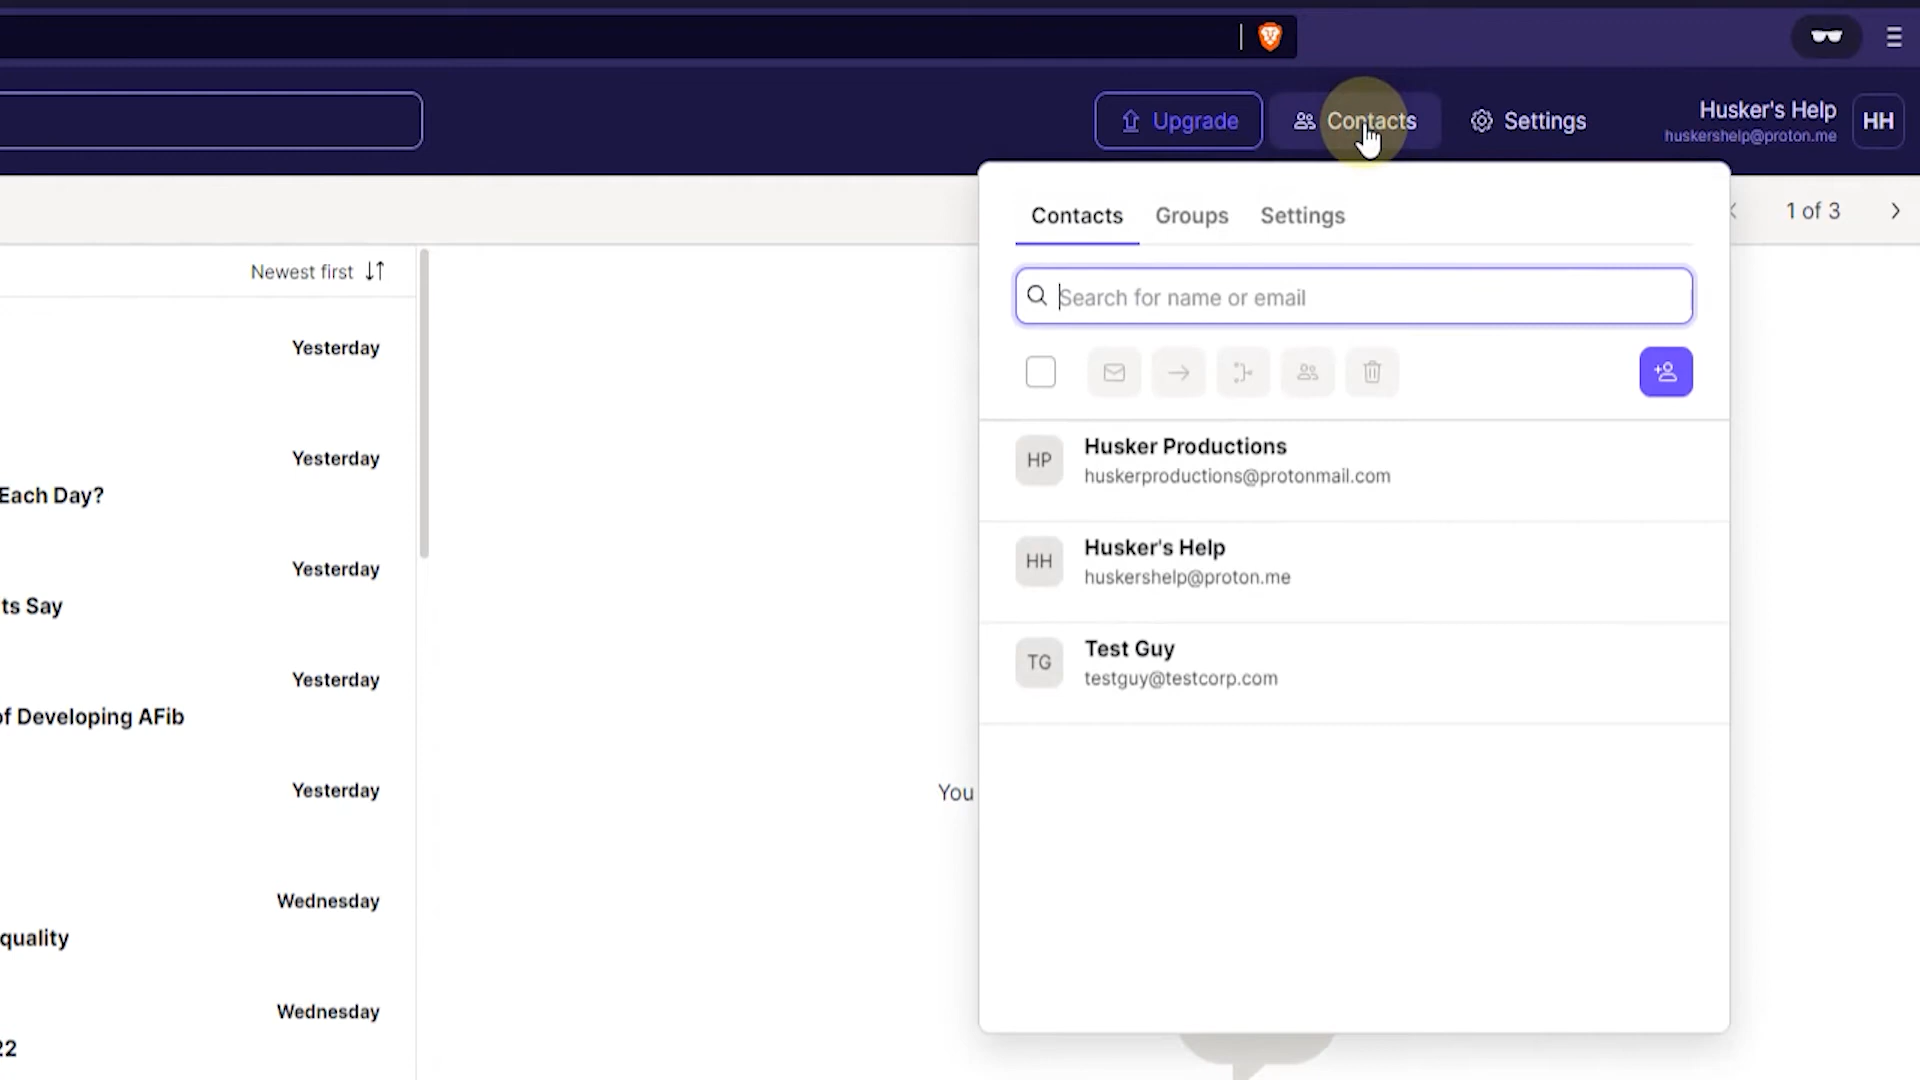 Upgrade
Contacts
Settings
Husker's Help
huskershelp@proton.me
HH
Contacts
Groups
Settings
1 of 3
Newest first
Search for name or email
Yesterday
Yesterday
Each Day?
Yesterday
ts Say
Yesterday
of Developing AFib
Yesterday
Wednesday
quality
Wednesday
22
HP
Husker Productions
huskerproductions@protonmail.com
HH
Husker's Help
huskershelp@proton.me
TG
Test Guy
testguy@testcorp.com
You